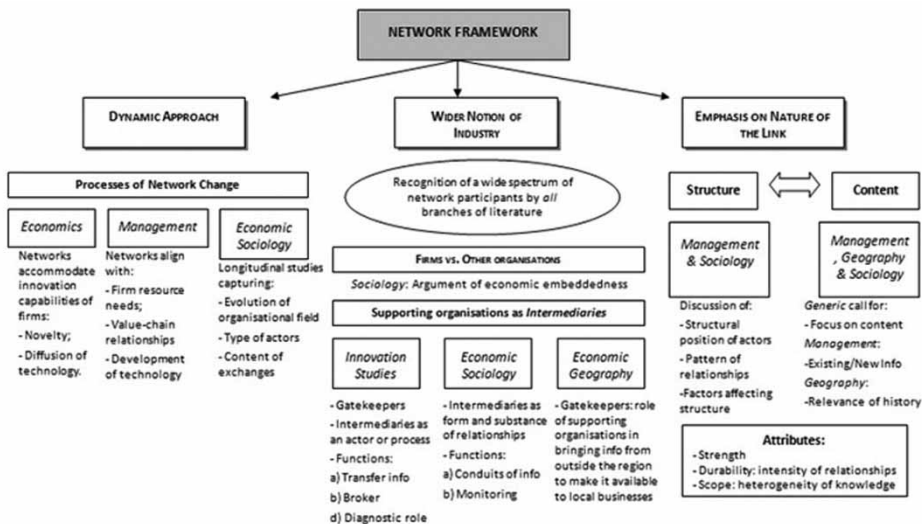 NETWORK FRAMEWORK
DYNAMIC APPROACH
Processes of Network Change
Economics
Networks
accommodate
innovation
capabilities of
firms:
- Novelty;
- Diffusion of
technology.
Management
Networks align
with:
- Firm resource
needs;
- Value-chain
relationships
- Development
of technology
Economic
Sociology
Longitudinal studies
capturing:
- Evolution of
organisational field
- Type of actors
- Content of
exchanges
WIDER NOTION OF
INDUSTRY
Recognition of a wide spectrum of
network participants by all
branches of literature
FIRMS VS. OTHER ORGANISATIONS
Sociology: Argument of economic embeddedness
Supporting organisations as Intermediaries
Innovation
Studies
- Gatekeepers
- Intermediaries as
an actor or process
- Functions:
a) Transfer info
b) Broker
d) Diagnostic role
Economic
Sociology
- Intermediaries as
form and substance
of relationships
- Functions:
a) Conduits of info
b) Monitoring
Economic
Geography
- Gatekeepers: role
of supporting
organisations in
bringing info from
outside the region
to make it available
to local businesses
EMPHASIS ON NATURE OF
THE LINK
Structure
Management
& Sociology
Discussion of:
- Structural
position of actors
- Pattern of
relationships
- Factors affecting
structure
Content
Management
, Geography
& Sociology
Generic call for:
- Focus on content
Management:
- Existing/New Info
Geography:
- Relevance of history
Attributes:
- Strength
- Durability: intensity of relationships
- Scope: heterogeneity of knowledge